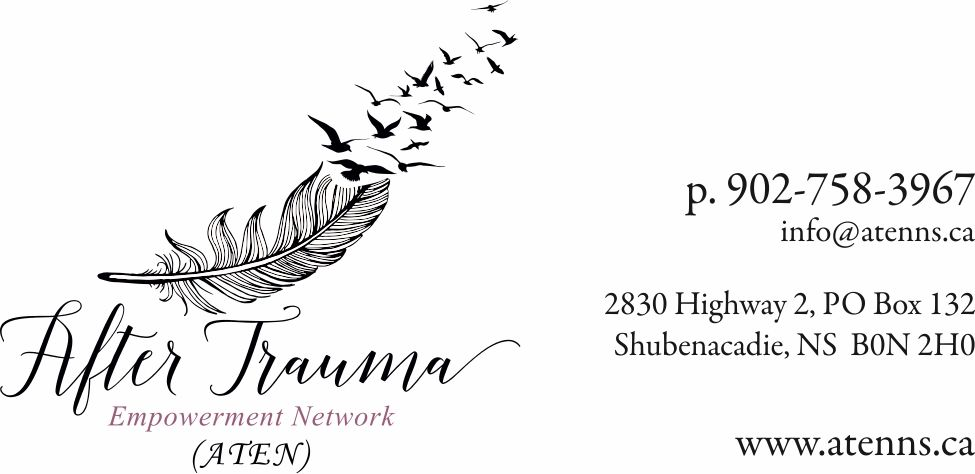 After Trauma
Empowerment Network
(ATEN)
p. 902-758-3967
info@atenns.ca
2830 Highway 2, PO Box 132
Shubenacadie, NS  B0N 2H0
www.atenns.ca